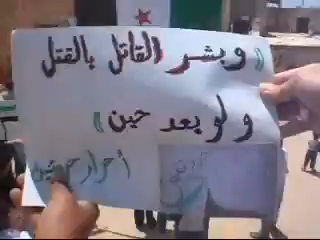 « وبشر القاتل بالقتل
ولو بعد حين »
أحرار